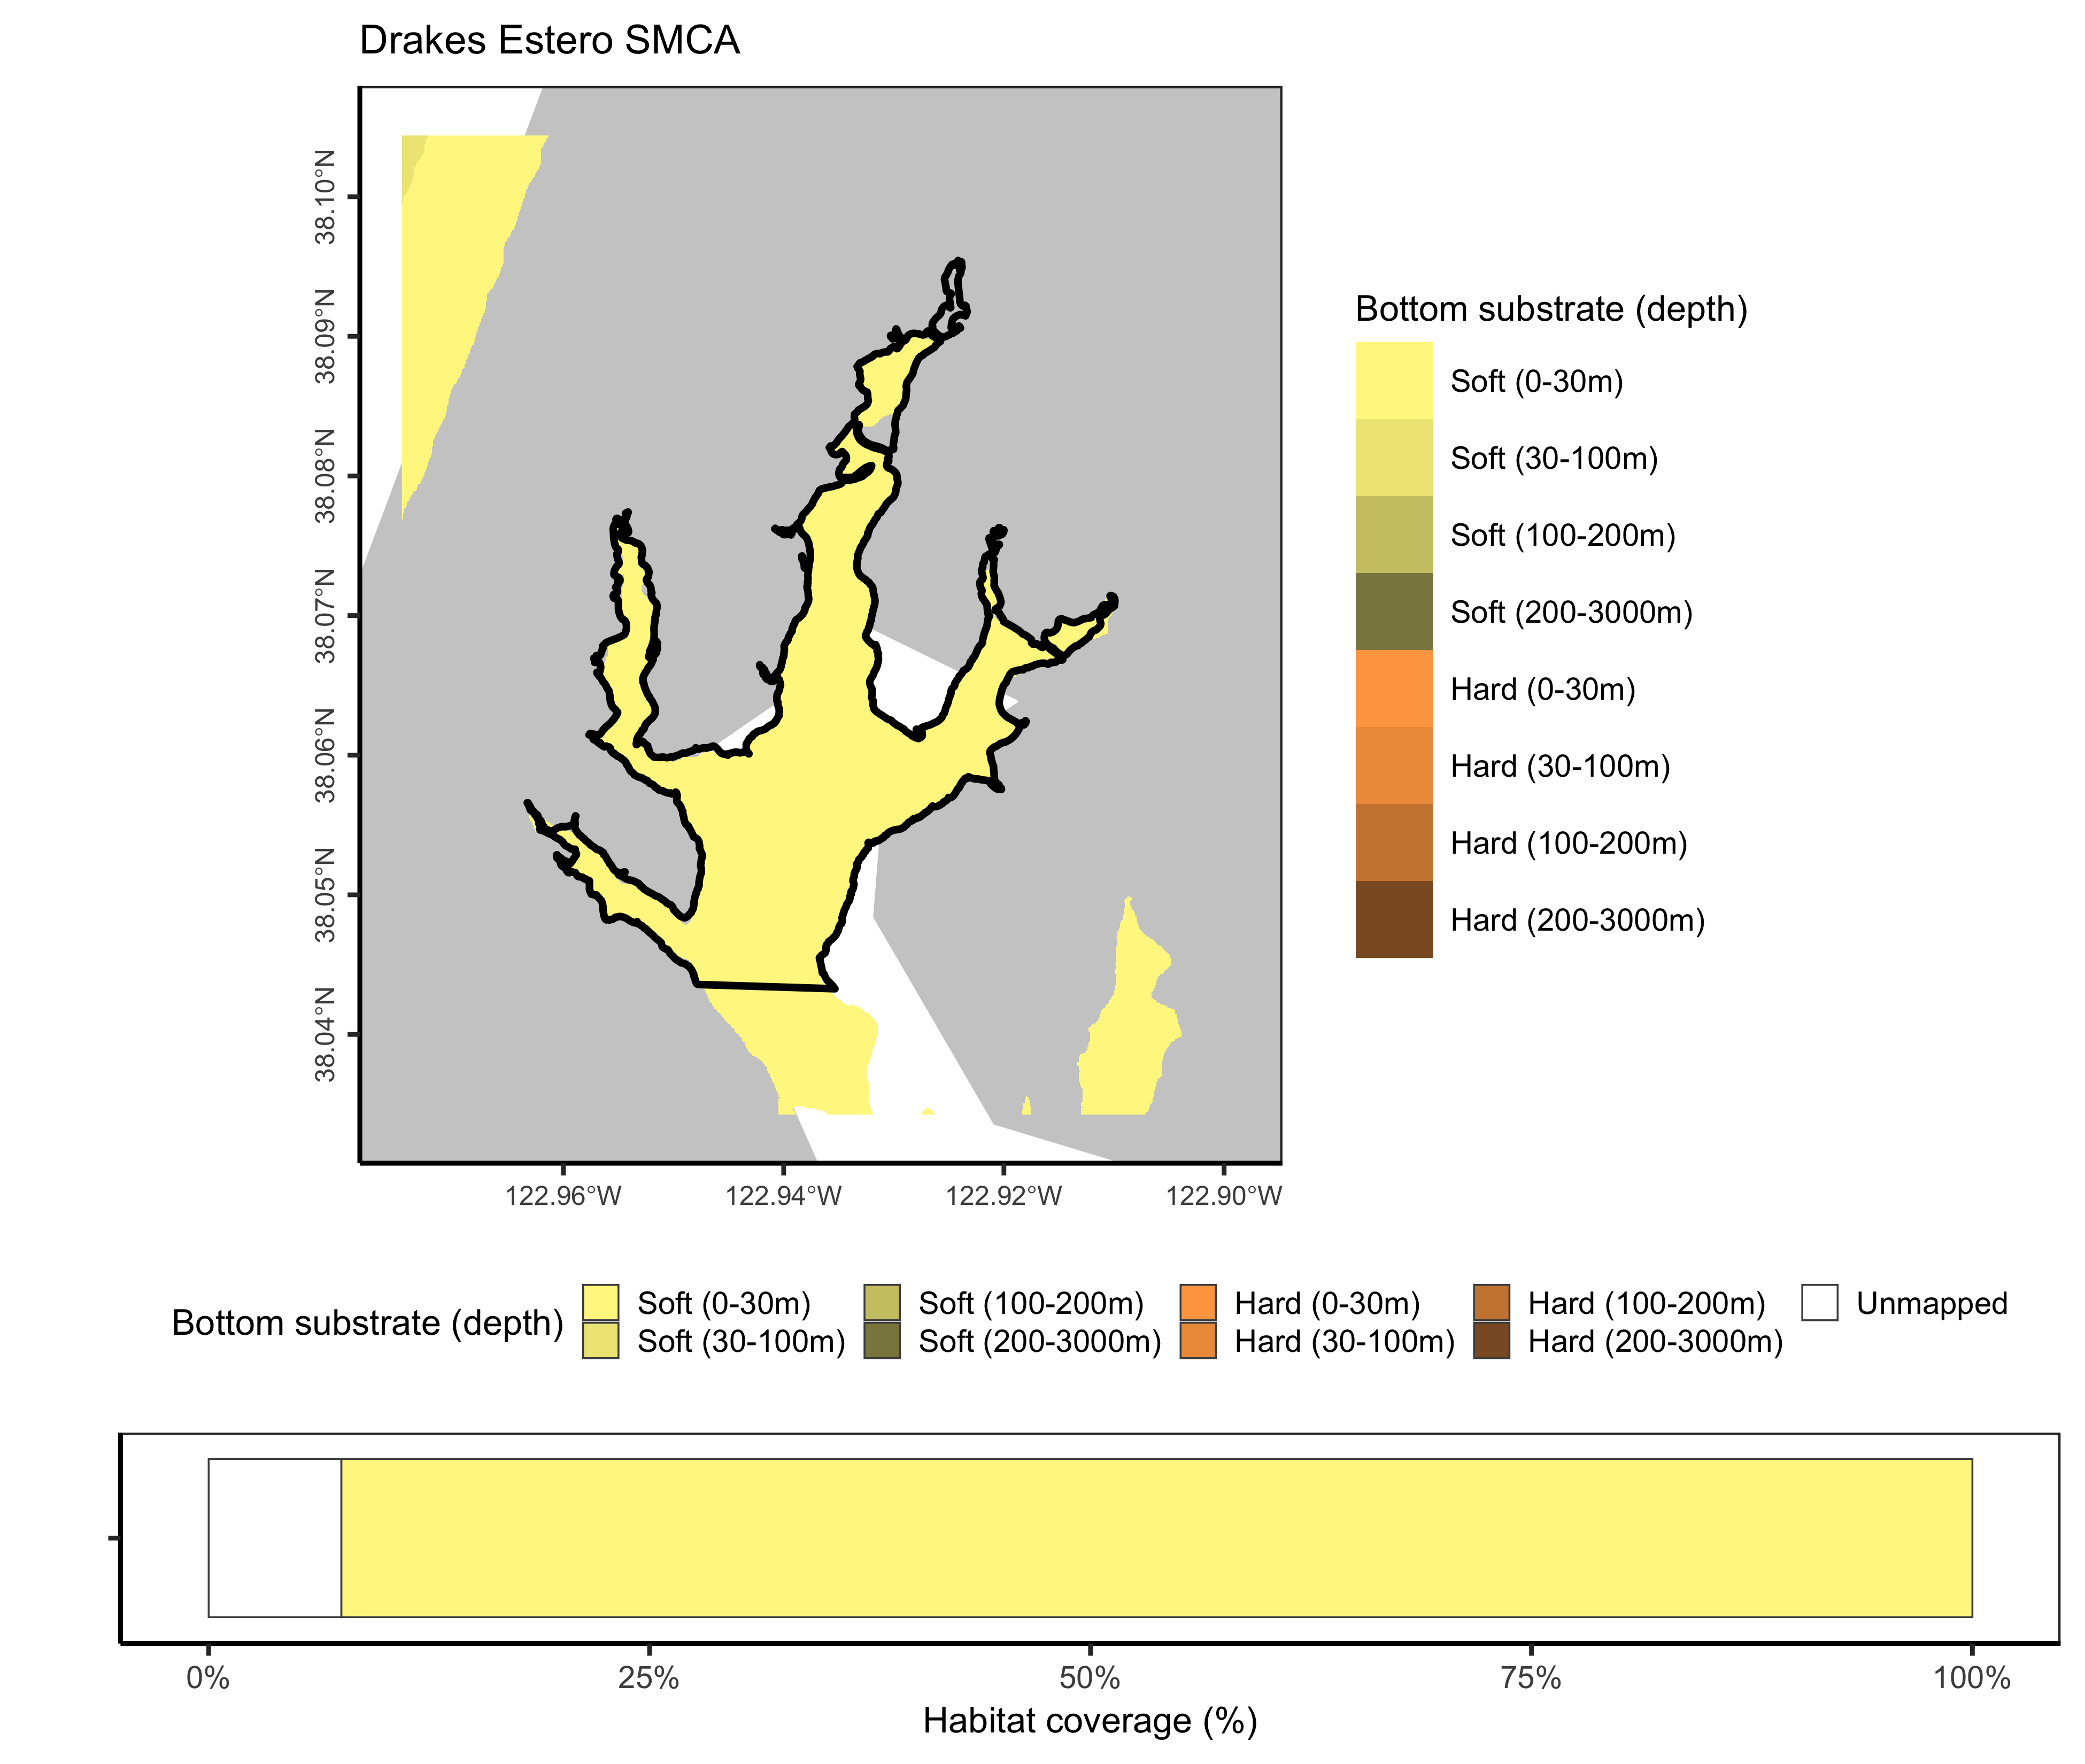 Drakes Estero SMCA
38.10°N
38.09°N
38.08°N
38.07°N
38.06°N
38.05°N
38.04°N
122.96°W 122.94°W 122.92°W 122.90°W
Bottom substrate (depth)
Soft (0-30m)
Soft (30-100m)
Soft (100-200m)
Soft (200-3000m)
Hard (0-30m)
Hard (30-100m)
Hard (100-200m)
Hard (200-3000m)
Bottom substrate (depth)
Soft (0-30m) Soft (100-200m) Hard (0-30m) Hard (100-200m) Unmapped
Soft (30-100m) Soft (200-3000m) Hard (30-100m) Hard (200-3000m)
0% 25% 50% 75% 100%
Habitat coverage (%)